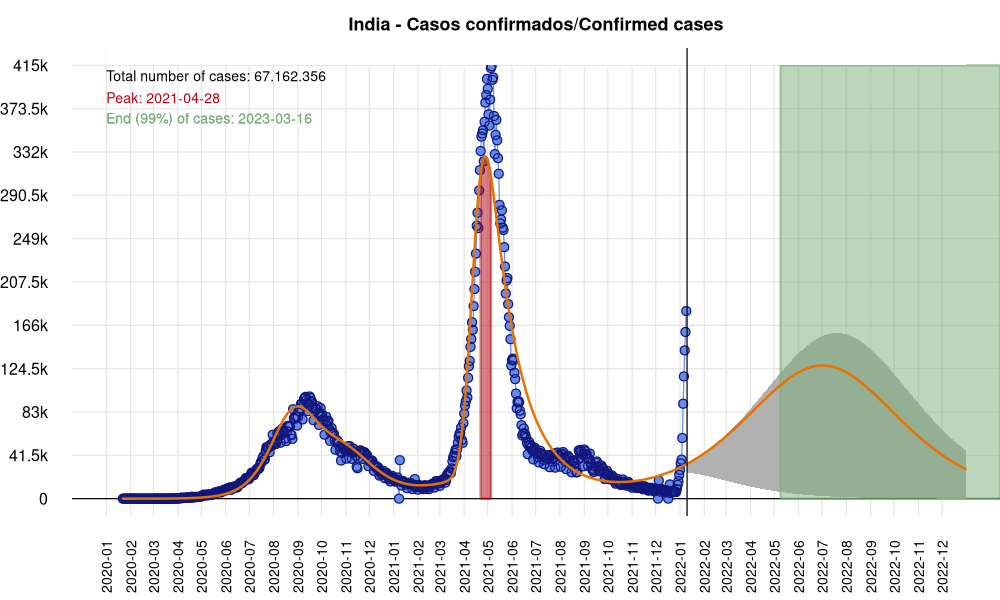 India - Casos confirmados/Confirmed cases
Total number of cases: 67.162.356
Peak: 2021-04-28
End (99%) of cases: 2023-03-16
415k
373.5k
332k
290.5k
249k
207.5k
166k
124.5k
83k
41.5k
0
2020-01
2020-02
2020-03
2020-04
2020-05
2020-06
2020-07
2020-08
2020-09
2020-10
2020-11
2020-12
2021-01
2021-02
2021-03
2021-04
2021-05
2021-06
2021-07
2021-08
2021-09
2021-10
2021-11
2021-12
2022-01
2022-02
2022-03
2022-04
2022-05
2022-06
2022-07
2022-08
2022-09
2022-10
2022-11
2022-12